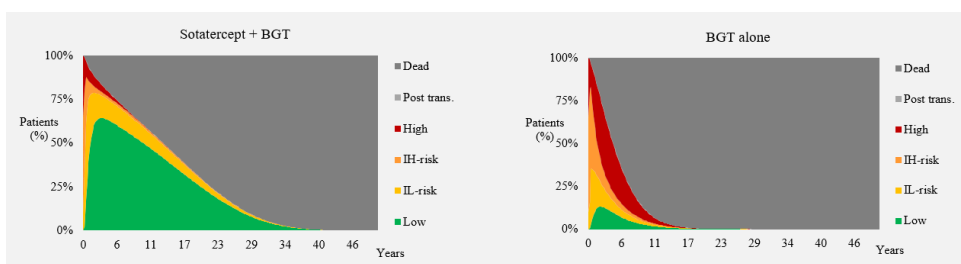 Sotatercept + BGT
100%
75%
Patients
(%)
50%
25%
0%
0 6 11 17 23 29 34 40 46
Years
Dead
Post trans.
High
IH-risk
IL-risk
Low
BGT alone
100%
75%
Patients
(%)
50%
25%
0%
0 6 11 17 23 29 34 40 46
Years
Dead
Post trans.
High
IH-risk
IL-risk
Low